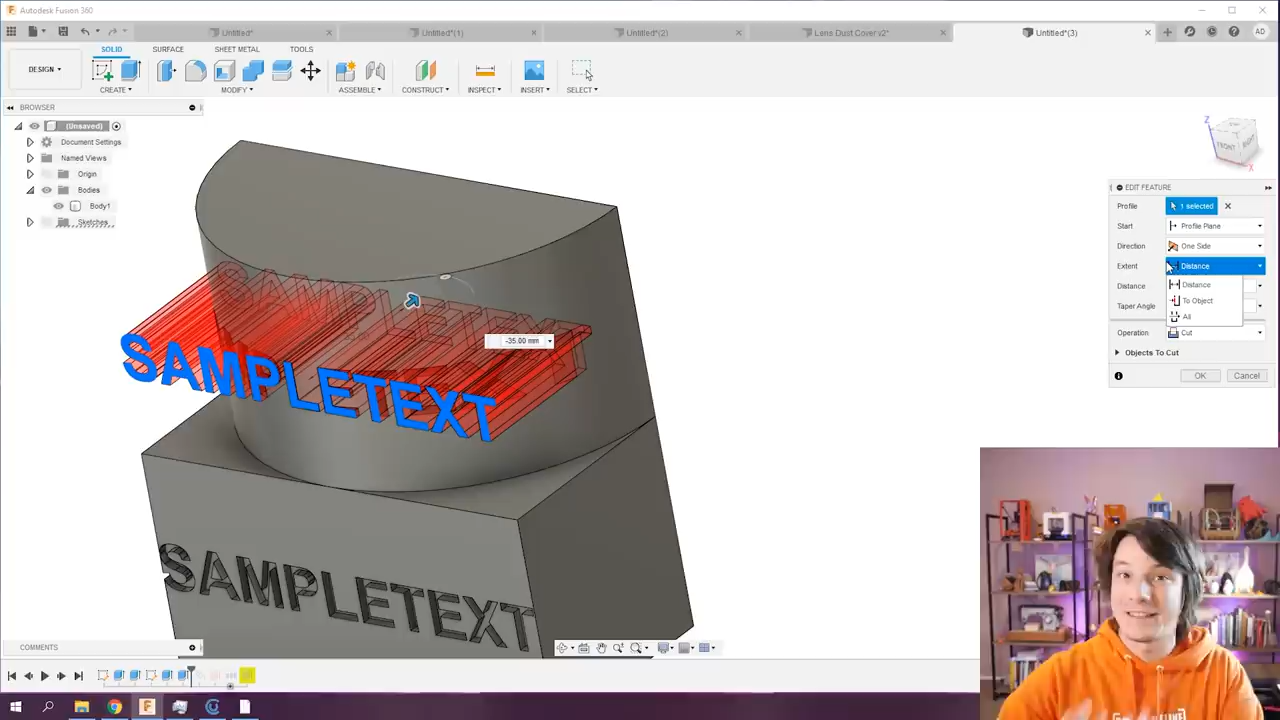 Autodesk Fusion 360
Untitled*
Untitled*(1)
Untitled*(2)
Lens Dust Cover v2*
Untitled*(3)
AD
DESIGN
SOLID
SURFACE
SHEET METAL
TOOLS
CREATE
MODIFY
ASSEMBLE
CONSTRUCT
INSPECT
INSERT
SELECT
BROWSER
(Unsaved)
Document Settings
Named Views
Origin
Bodies
Body1
Sketches
Z
FRONT
RIGHT
X
EDIT FEATURE
Profile
1 selected
Start
Profile Plane
Direction
One Side
Extent
Distance
Distance
Distance
To Object
Taper Angle
All
Operation
Cut
Objects To Cut
OK
Cancel
-35.00 mm
SAMPLETEXT
SAMPLETEXT
COMMENTS